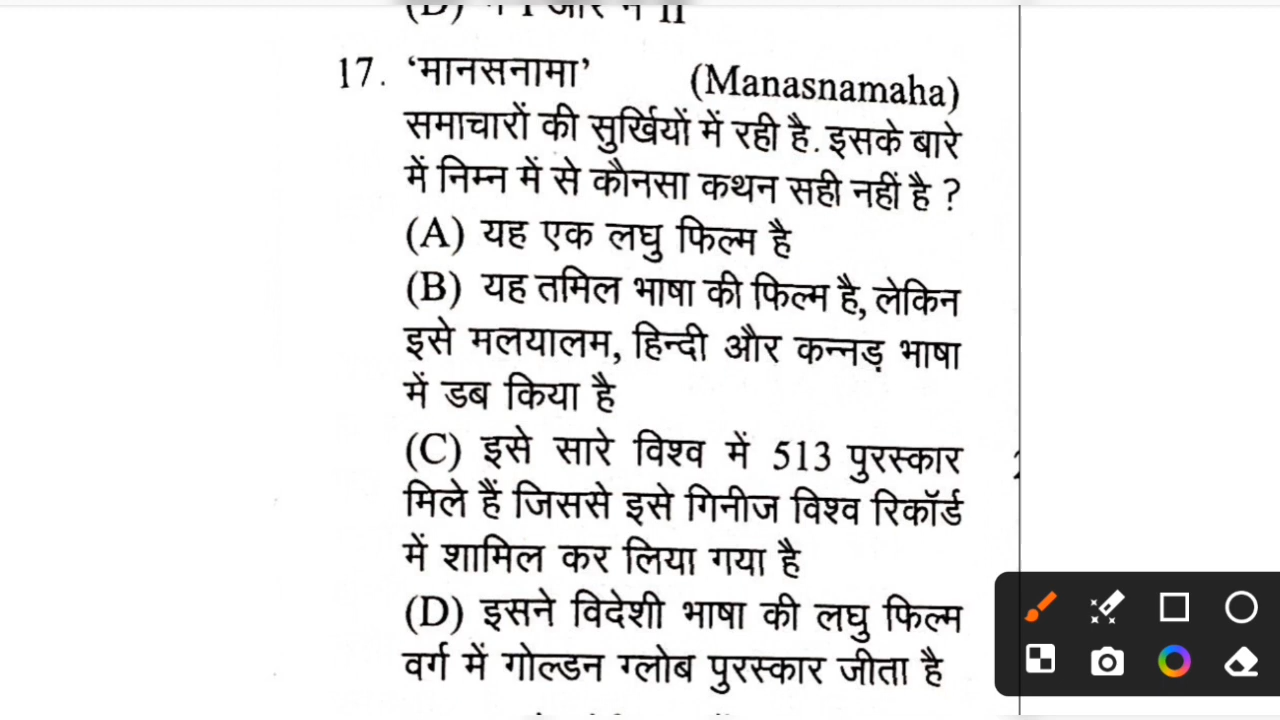 17. ‘मानसनामा’ (Manasnamaha)
समाचारों की सुर्खियों में रही है. इसके बारे
में निम्न में से कौनसा कथन सही नहीं है ?
(A) यह एक लघु फिल्म है
(B) यह तमिल भाषा की फिल्म है, लेकिन
इसे मलयालम, हिन्दी और कन्नड़ भाषा
में डब किया है
(C) इसे सारे विश्व में 513 पुरस्कार
मिले हैं जिससे इसे गिनीज विश्व रिकॉर्ड
में शामिल कर लिया गया है
(D) इसने विदेशी भाषा की लघु फिल्म
वर्ग में गोल्डन ग्लोब पुरस्कार जीता है